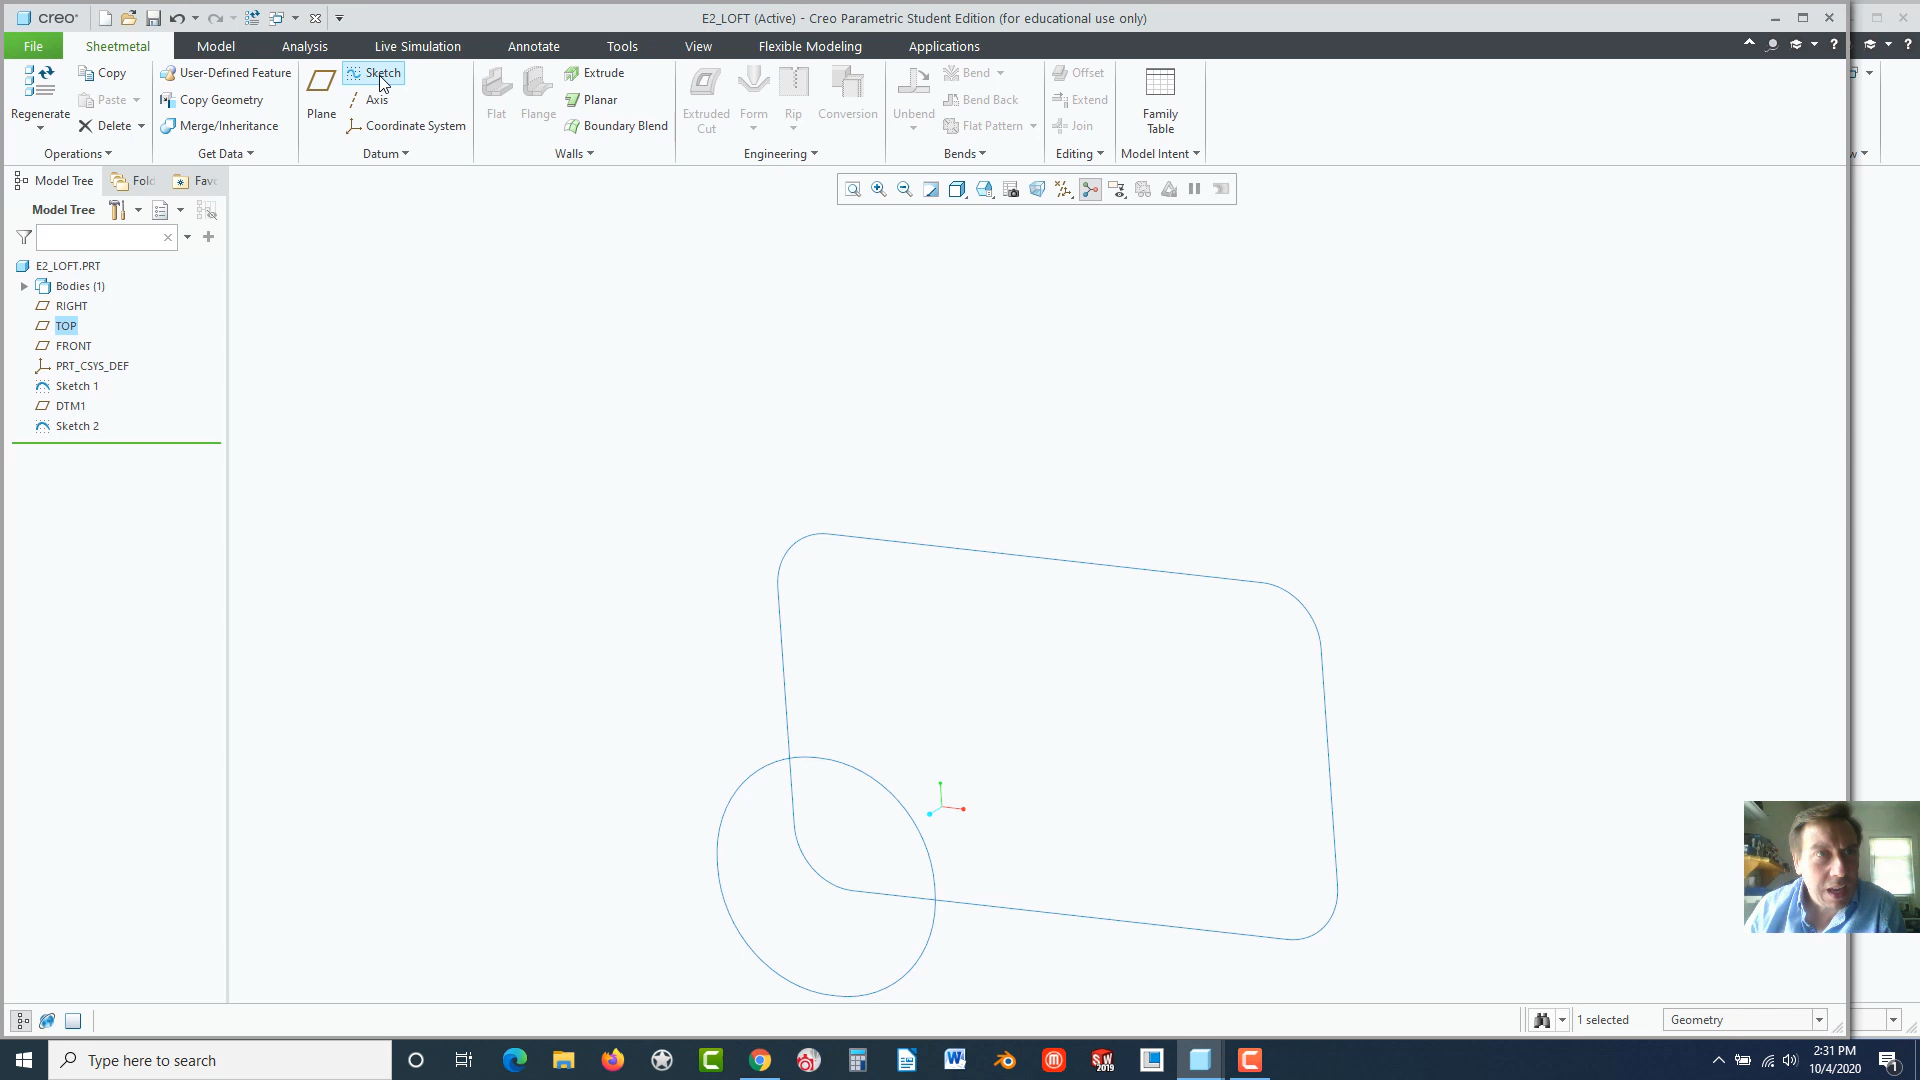 creo
E2_LOFT (Active) - Creo Parametric Student Edition (for educational use only)
File Sheetmetal Model Analysis Live Simulation Annotate Tools View Flexible Modeling Applications
Regenerate
Copy
Paste
Delete
Operations
User-Defined Feature
Copy Geometry
Merge/Inheritance
Get Data
Plane
Sketch
Axis
Coordinate System
Datum
Flat
Flange
Extrude
Planar
Boundary Blend
Walls
Extruded
Cut
Form
Rip
Conversion
Engineering
Unbend
Bend
Bend Back
Flat Pattern
Bends
Offset
Extend
Join
Editing
Family
Table
Model Intent
Model Tree
Fold
Fav
Model Tree
E2_LOFT.PRT
Bodies (1)
RIGHT
TOP
FRONT
PRT_CSYS_DEF
Sketch 1
DTM1
Sketch 2
1 selected
Geometry
Type here to search
2019
2:31 PM
10/4/2020